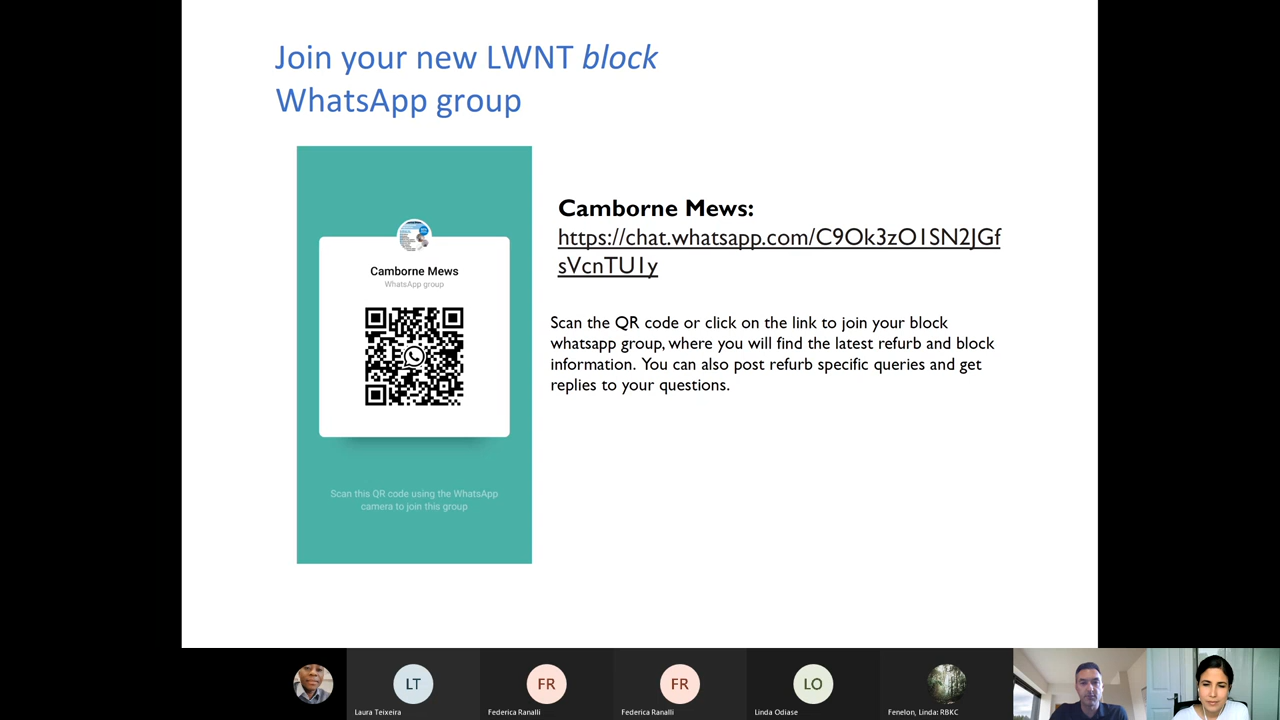 Join your new LWNT block
WhatsApp group
Camborne Mews
WhatsApp group
Scan this QR code using the WhatsApp
camera to join this group
Camborne Mews:
https://chat.whatsapp.com/C9Ok3zO1SN2JGf
sVcnTU1y
Scan the QR code or click on the link to join your block
whatsapp group, where you will find the latest refurb and block
information. You can also post refurb specific queries and get
replies to your questions.
LT
FR
FR
LO
Laura Teixeira
Federica Ranalli
Federica Ranalli
Linda Odiase
Fenelon, Linda: RBKC